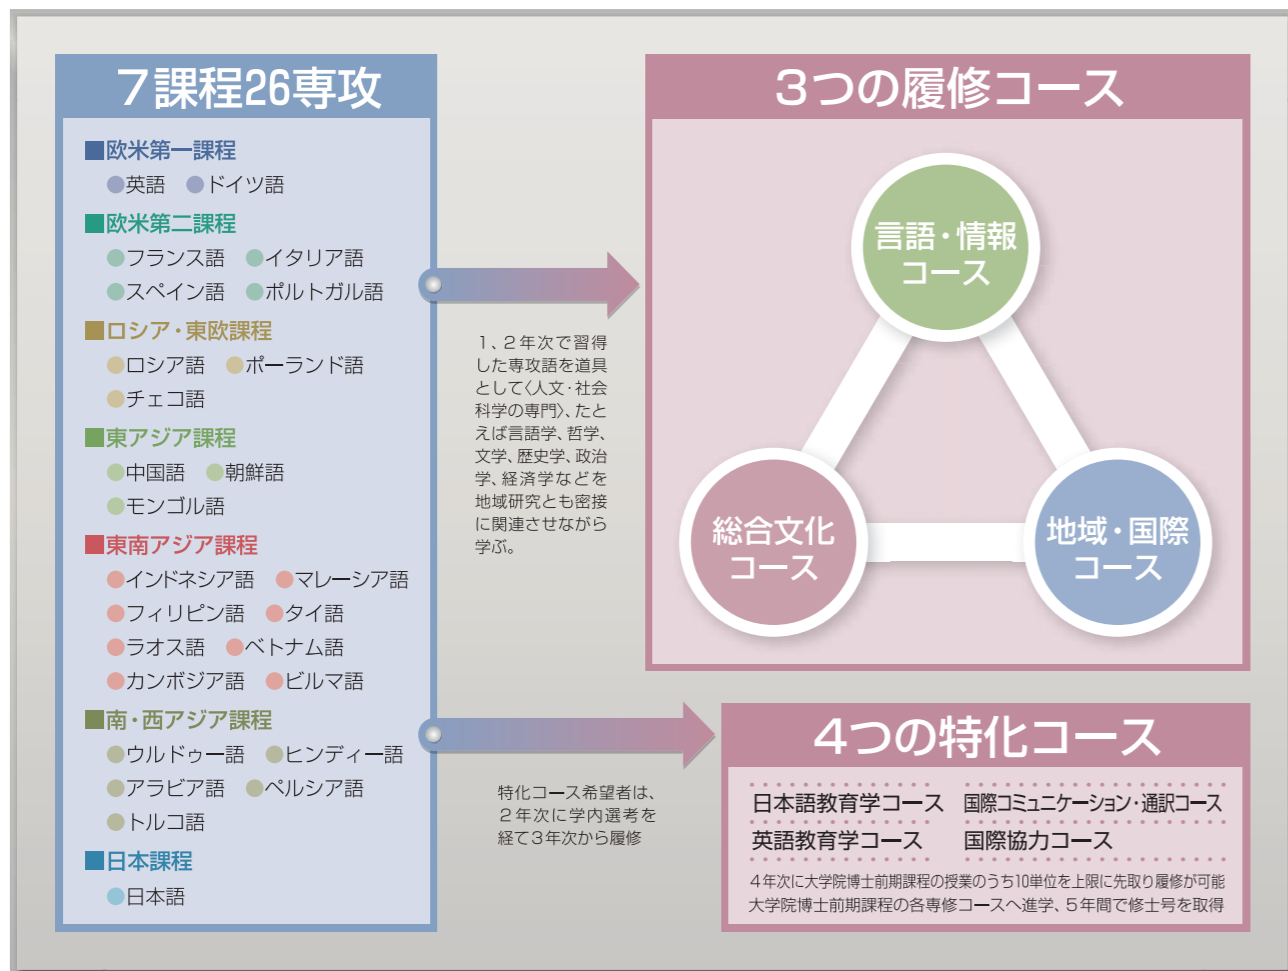 7課程26専攻
■欧米第一課程
●英語 ●ドイツ語
■欧米第二課程
●フランス語 ●イタリア語
●スペイン語 ●ポルトガル語
■ロシア・東欧課程
●ロシア語 ●ポーランド語
●チェコ語
■東アジア課程
●中国語 ●朝鮮語
●モンゴル語
■東南アジア課程
●インドネシア語 ●マレーシア語
●フィリピン語 ●タイ語
●ラオス語 ●ベトナム語
●カンボジア語 ●ビルマ語
■南・西アジア課程
●ウルドゥー語 ●ヒンディー語
●アラビア語 ●ペルシア語
●トルコ語
■日本課程
●日本語
1、2年次で習得
した専攻語を道具
として〈人文・社会
科学の専門〉、たと
えば言語学、哲学、
文学、歴史学、政治
学、経済学などを
地域研究とも密接
に関連させながら
学ぶ。
3つの履修コース
言語・情報
コース
総合文化
コース
地域・国際
コース
特化コース希望者は、
2年次に学内選考を
経て3年次から履修
4つの特化コース
日本語教育学コース 国際コミュニケーション・通訳コース
英語教育学コース 国際協力コース
4年次に大学院博士前期課程の授業のうち10単位を上限に先取り履修が可能
大学院博士前期課程の各専修コースへ進学、5年間で修士号を取得